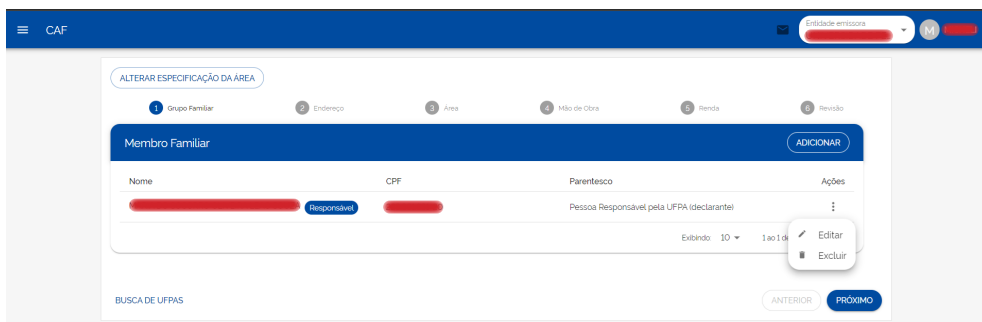 CAF
Entidade emissora
M
ALTERAR ESPECIFICAÇÃO DA ÁREA
1 Grupo Familiar 2 Endereço 3 Area 4 Mão de Obra 5 Renda 6 Revisão
Membro Familiar ADICIONAR
Nome CPF Parentesco Ações
Responsável Pessoa Responsável pela UFPA (declarante)
Exibindo 10 1 ao 1 de
Editar
Excluir
BUSCA DE UFPAS ANTERIOR PRÓXIMO